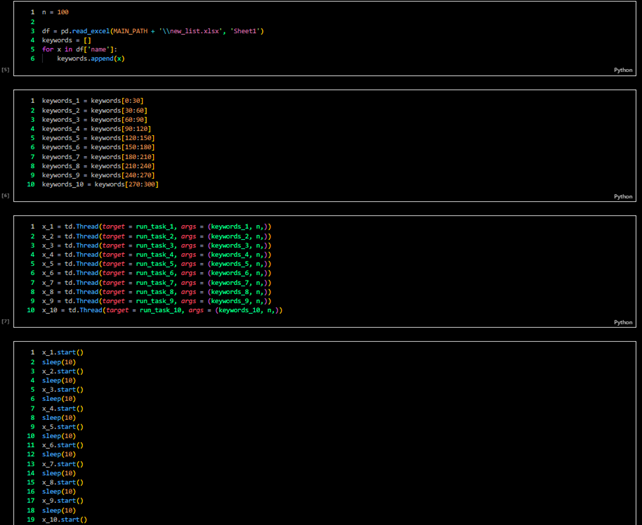 1 n = 100
2
3 df = pd.read_excel(MAIN_PATH + '\\new_list.xlsx', 'Sheet1')
4 keywords = []
5 for x in df['name']:
6     keywords.append(x)
[5] Python
1 keywords_1 = keywords[0:30]
2 keywords_2 = keywords[30:60]
3 keywords_3 = keywords[60:90]
4 keywords_4 = keywords[90:120]
5 keywords_5 = keywords[120:150]
6 keywords_6 = keywords[150:180]
7 keywords_7 = keywords[180:210]
8 keywords_8 = keywords[210:240]
9 keywords_9 = keywords[240:270]
10 keywords_10 = keywords[270:300]
[6] Python
1 x_1 = td.Thread(target = run_task_1, args = (keywords_1, n,))
2 x_2 = td.Thread(target = run_task_2, args = (keywords_2, n,))
3 x_3 = td.Thread(target = run_task_3, args = (keywords_3, n,))
4 x_4 = td.Thread(target = run_task_4, args = (keywords_4, n,))
5 x_5 = td.Thread(target = run_task_5, args = (keywords_5, n,))
6 x_6 = td.Thread(target = run_task_6, args = (keywords_6, n,))
7 x_7 = td.Thread(target = run_task_7, args = (keywords_7, n,))
8 x_8 = td.Thread(target = run_task_8, args = (keywords_8, n,))
9 x_9 = td.Thread(target = run_task_9, args = (keywords_9, n,))
10 x_10 = td.Thread(target = run_task_10, args = (keywords_10, n,))
[7] Python
1 x_1.start()
2 sleep(10)
3 x_2.start()
4 sleep(10)
5 x_3.start()
6 sleep(10)
7 x_4.start()
8 sleep(10)
9 x_5.start()
10 sleep(10)
11 x_6.start()
12 sleep(10)
13 x_7.start()
14 sleep(10)
15 x_8.start()
16 sleep(10)
17 x_9.start()
18 sleep(10)
19 x_10.start()